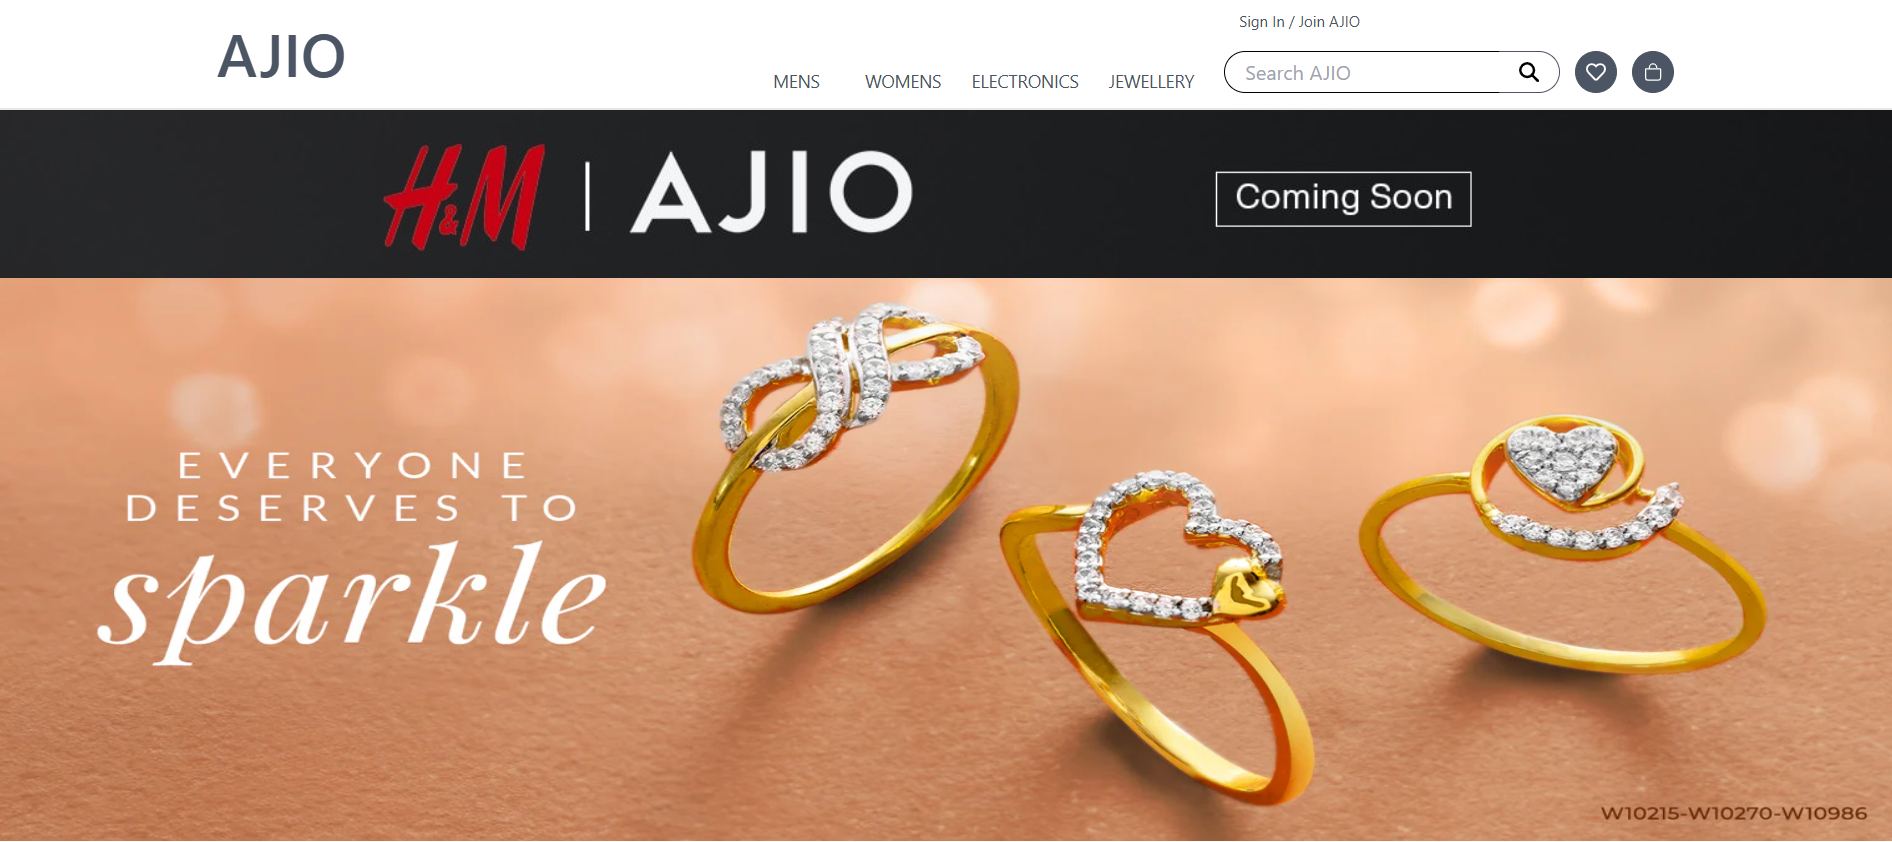 Sign In / Join AJIO
AJIO
MENS WOMENS ELECTRONICS JEWELLERY Search AJIO
H&M | AJIO Coming Soon
EVERYONE
DESERVES TO
sparkle
W10215-W10270-W10986